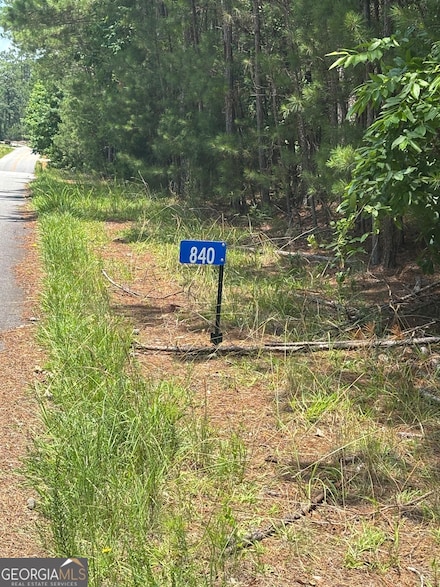 840
GEORGIA MLS
REAL ESTATE SERVICES